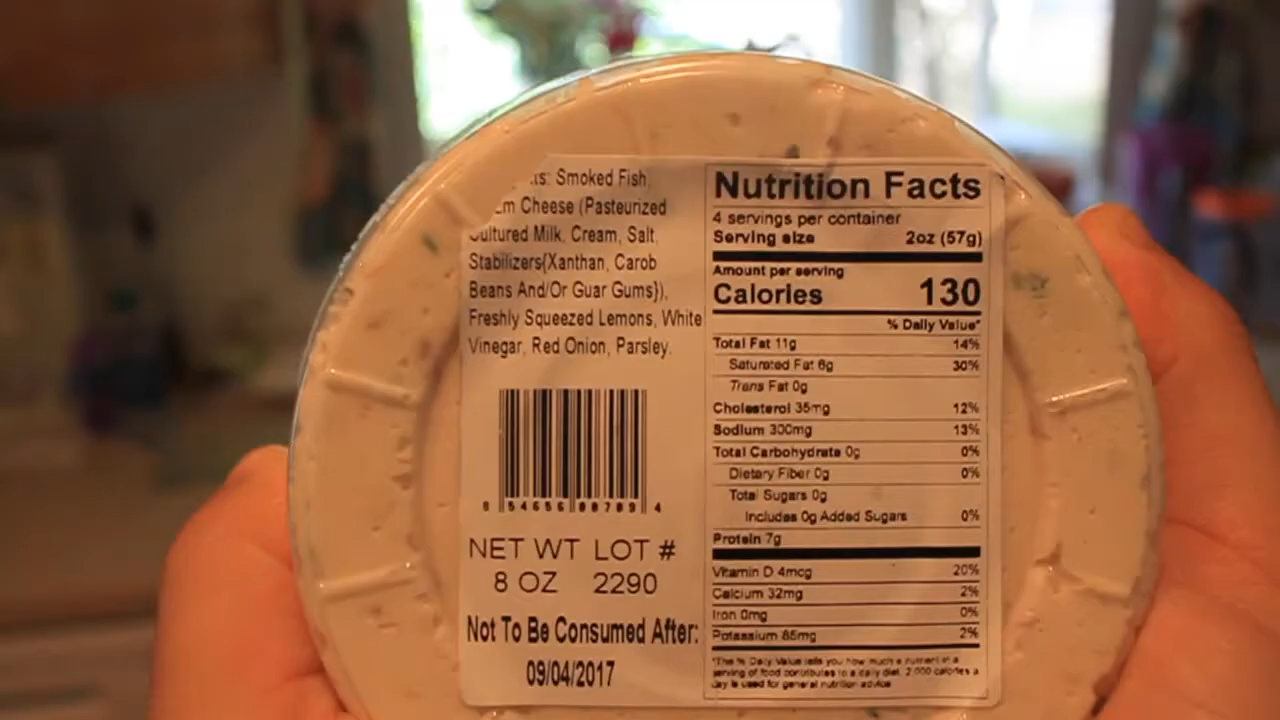 Smoked Fish,
Cheese (Pasteurized
Cultured Milk, Cream, Salt,
Stabilizers{Xanthan, Carob
Beans And/Or Guar Gums}),
Freshly Squeezed Lemons, White
Vinegar, Red Onion, Parsley.
8 54656 00709 4
NET WT LOT #
8 OZ 2290
Not To Be Consumed After:
09/04/2017
Nutrition Facts
4 servings per container
Serving size 2oz (57g)
Amount per serving
Calories 130
% Daily Value*
Total Fat 11g 14%
Saturated Fat 6g 30%
Trans Fat 0g
Cholesterol 35mg 12%
Sodium 300mg 13%
Total Carbohydrate 0g 0%
Dietary Fiber 0g 0%
Total Sugars 0g
Includes 0g Added Sugars 0%
Protein 7g
Vitamin D 4mcg 20%
Calcium 32mg 2%
Iron 0mg 0%
Potassium 85mg 2%
*The % Daily Value tells you how much a nutrient in a
serving of food contributes to a daily diet. 2,000 calories a
day is used for general nutrition advice